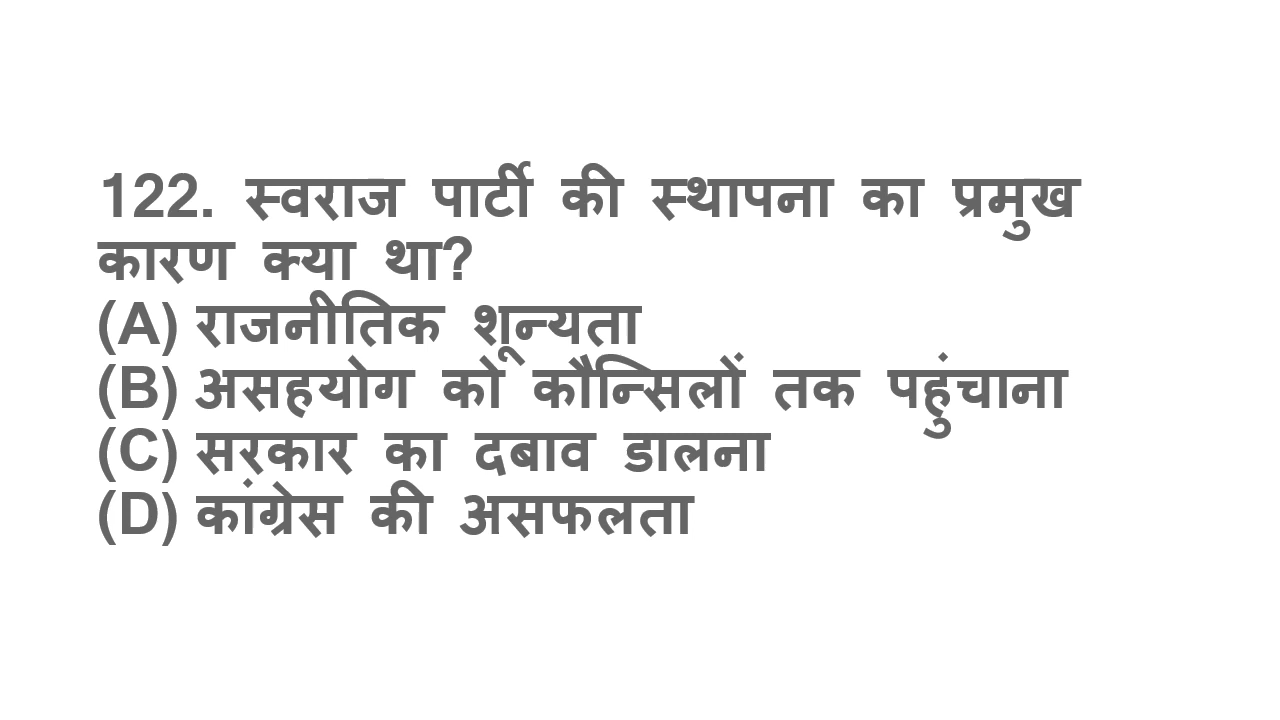 122. स्वराज पार्टी की स्थापना का प्रमुख
कारण क्या था?
(A) राजनीतिक शून्यता
(B) असहयोग को कौन्सिलों तक पहुंचाना
(C) सरकार का दबाव डालना
(D) कांग्रेस की असफलता